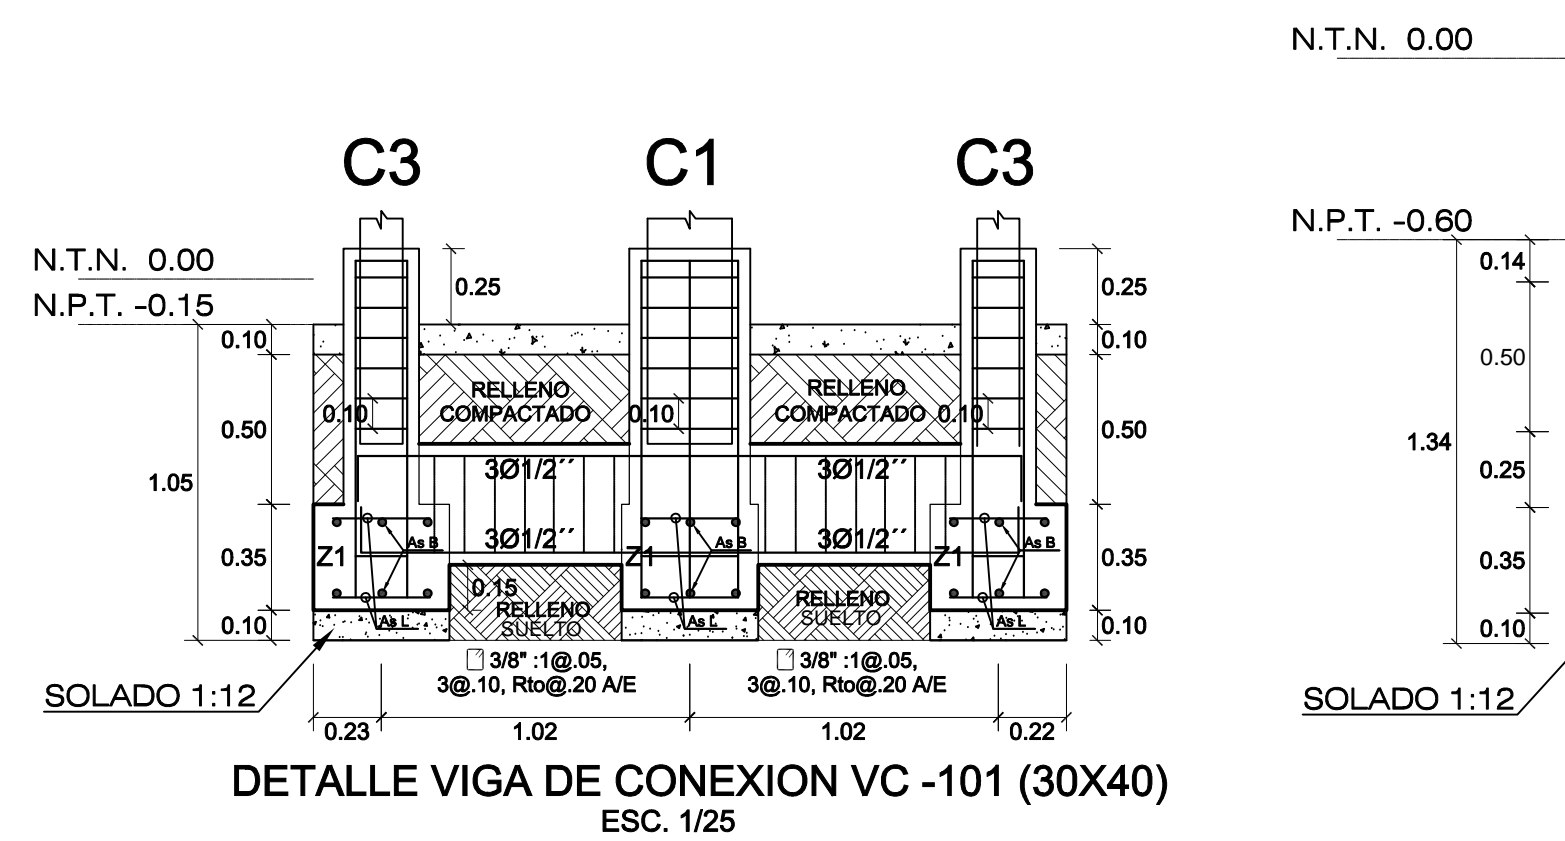 N.T.N. 0.00
C3 C1 C3
N.P.T. -0.60
N.T.N. 0.00
0.14
0.25 0.25
N.P.T. -0.15
0.10 0.10
RELLENO RELLENO
0.50
COMPACTADO COMPACTADO
0.10 0.10 0.10
0.50 0.50
1.34
3Ø1/2´´ 3Ø1/2´´
0.25
1.05
3Ø1/2´´ 3Ø1/2´´
As B As B As B
Z1 Z1 Z1
0.35 0.35 0.35
0.15
RELLENO RELLENO
SUELTO SUELTO
As L As L As L
0.10 0.10 0.10
3/8" :1@.05, 3/8" :1@.05,
3@.10, Rto@.20 A/E 3@.10, Rto@.20 A/E
SOLADO 1:12 SOLADO 1:12
0.23 1.02 1.02 0.22
DETALLE VIGA DE CONEXION VC -101 (30X40)
ESC. 1/25